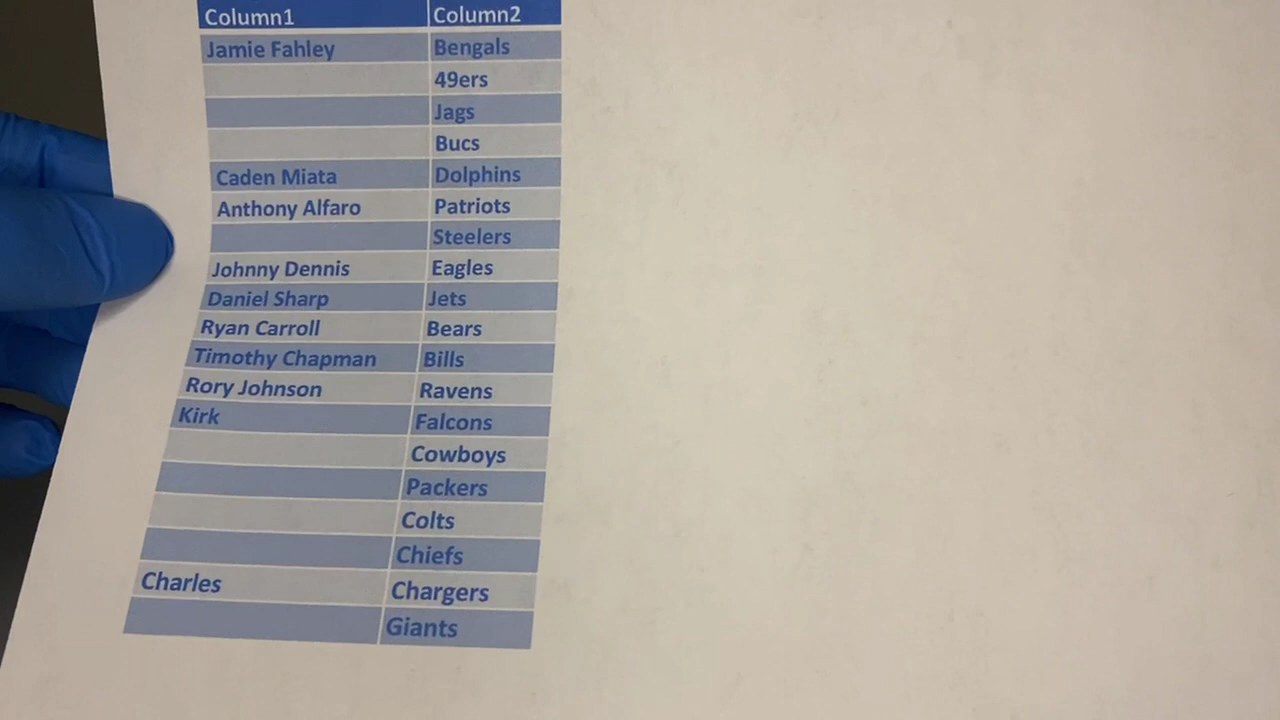 Column1 Column2
Jamie Fahley Bengals
49ers
Jags
Bucs
Caden Miata Dolphins
Anthony Alfaro Patriots
Steelers
Johnny Dennis Eagles
Daniel Sharp Jets
Ryan Carroll Bears
Timothy Chapman Bills
Rory Johnson Ravens
Kirk Falcons
Cowboys
Packers
Colts
Chiefs
Charles Chargers
Giants